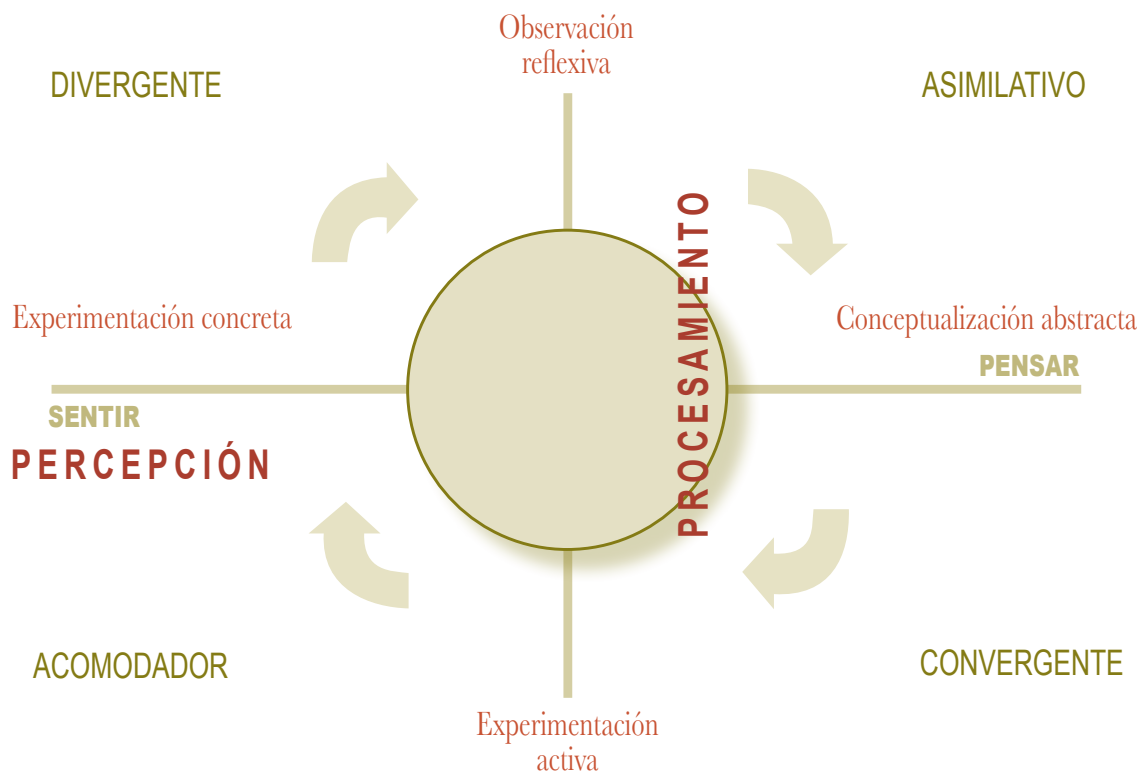 Observación
reflexiva
DIVERGENTE
ASIMILATIVO
PROCESAMIENTO
Experimentación concreta
Conceptualización abstracta
PENSAR
SENTIR
PERCEPCIÓN
ACOMODADOR
CONVERGENTE
Experimentación
activa